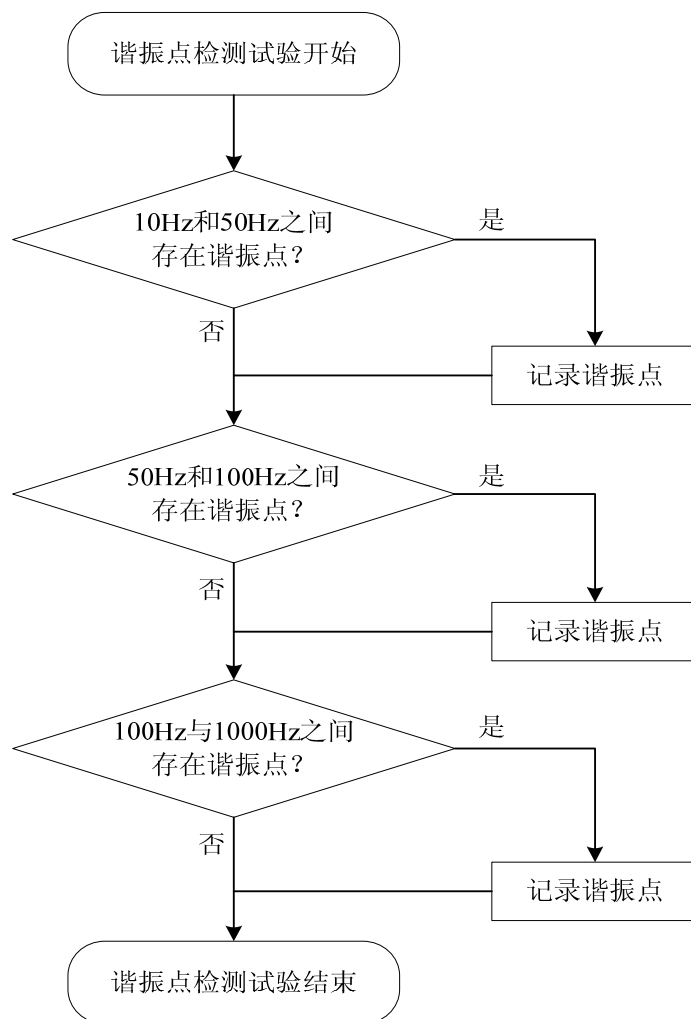 谐振点检测试验开始
10Hz和50Hz之间
存在谐振点？
是
否
记录谐振点
50Hz和100Hz之间
存在谐振点？
是
否
记录谐振点
100Hz与1000Hz之间
存在谐振点？
是
否
记录谐振点
谐振点检测试验结束